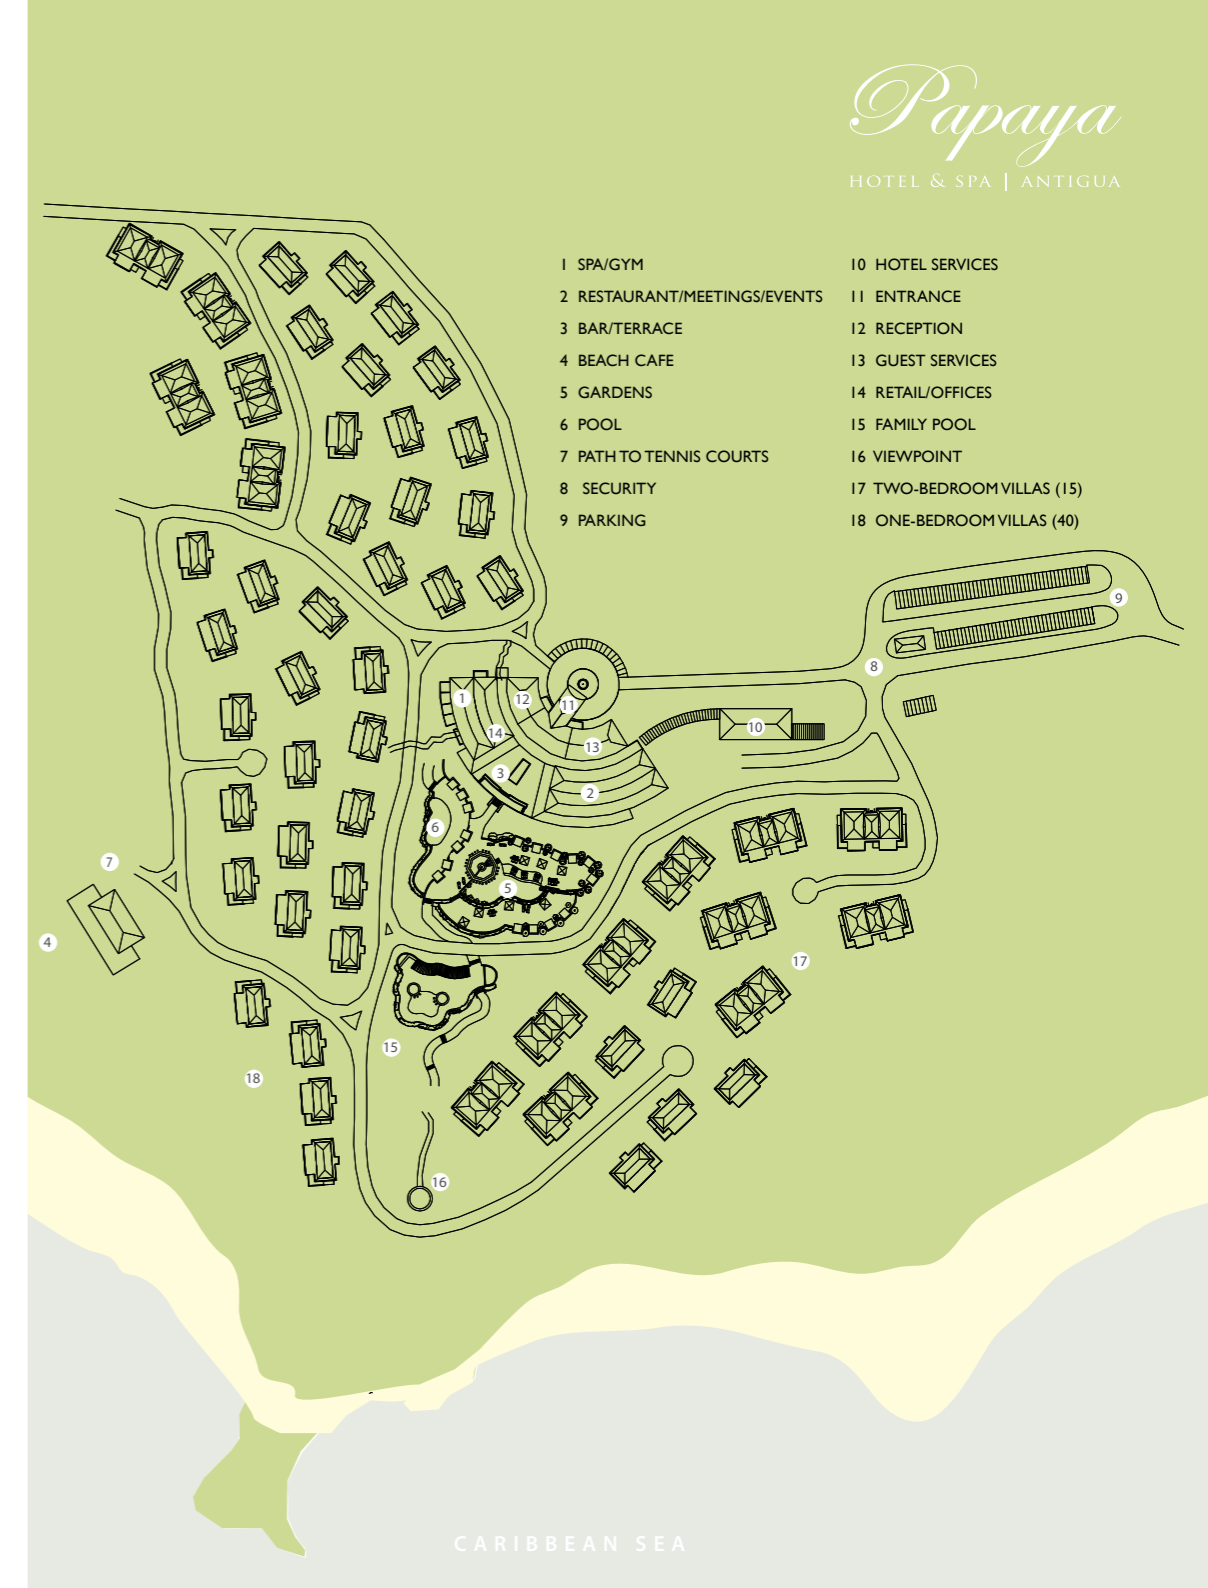 Papaya
HOTEL & SPA | ANTIGUA
1 SPA/GYM
2 RESTAURANT/MEETINGS/EVENTS
3 BAR/TERRACE
4 BEACH CAFE
5 GARDENS
6 POOL
7 PATH TO TENNIS COURTS
8 SECURITY
9 PARKING
10 HOTEL SERVICES
11 ENTRANCE
12 RECEPTION
13 GUEST SERVICES
14 RETAIL/OFFICES
15 FAMILY POOL
16 VIEWPOINT
17 TWO-BEDROOM VILLAS (15)
18 ONE-BEDROOM VILLAS (40)
9
8
1
12
11
10
14
13
3
2
6
7
5
4
17
15
18
16
CARIBBEAN SEA